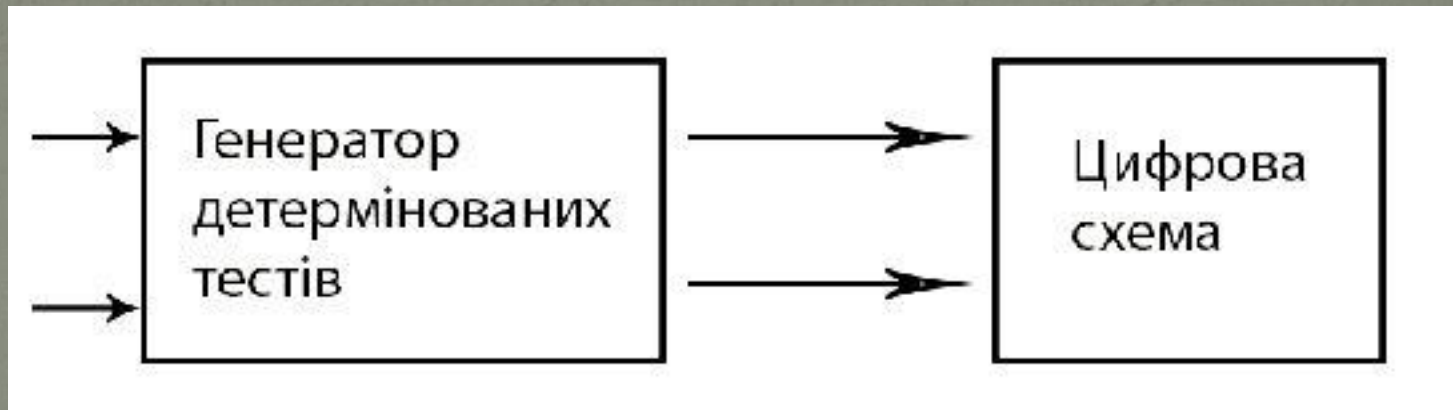 Генератор
детермінованих
тестів
Цифрова
схема